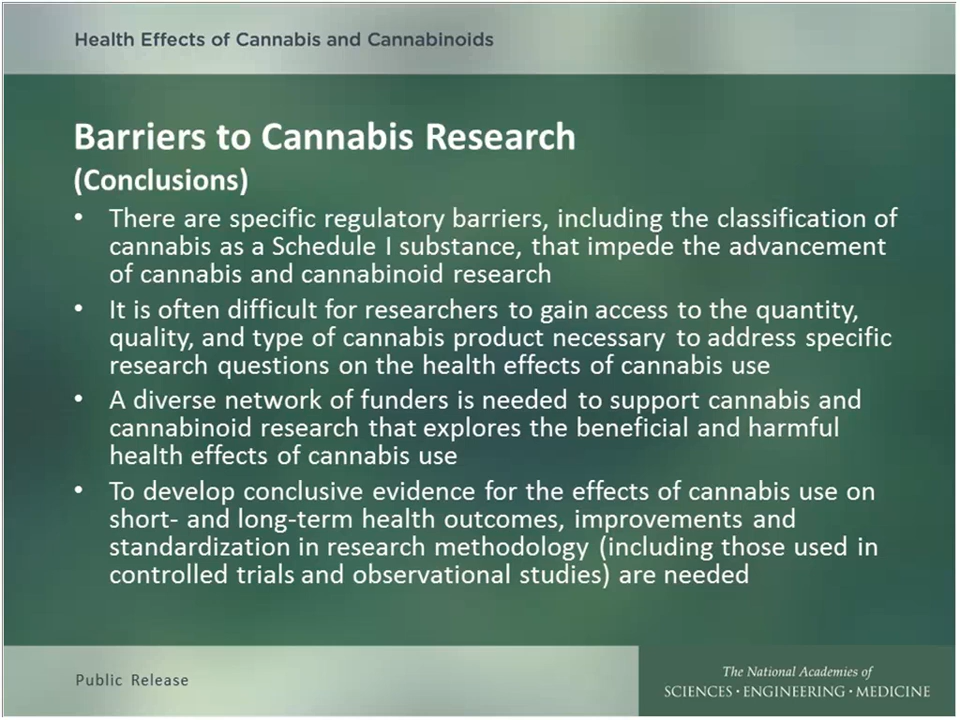 Health Effects of Cannabis and Cannabinoids
Barriers to Cannabis Research
(Conclusions)
• There are specific regulatory barriers, including the classification of
cannabis as a Schedule I substance, that impede the advancement
of cannabis and cannabinoid research
• It is often difficult for researchers to gain access to the quantity,
quality, and type of cannabis product necessary to address specific
research questions on the health effects of cannabis use
• A diverse network of funders is needed to support cannabis and
cannabinoid research that explores the beneficial and harmful
health effects of cannabis use
• To develop conclusive evidence for the effects of cannabis use on
short- and long-term health outcomes, improvements and
standardization in research methodology (including those used in
controlled trials and observational studies) are needed
Public Release
The National Academies of
SCIENCES • ENGINEERING • MEDICINE